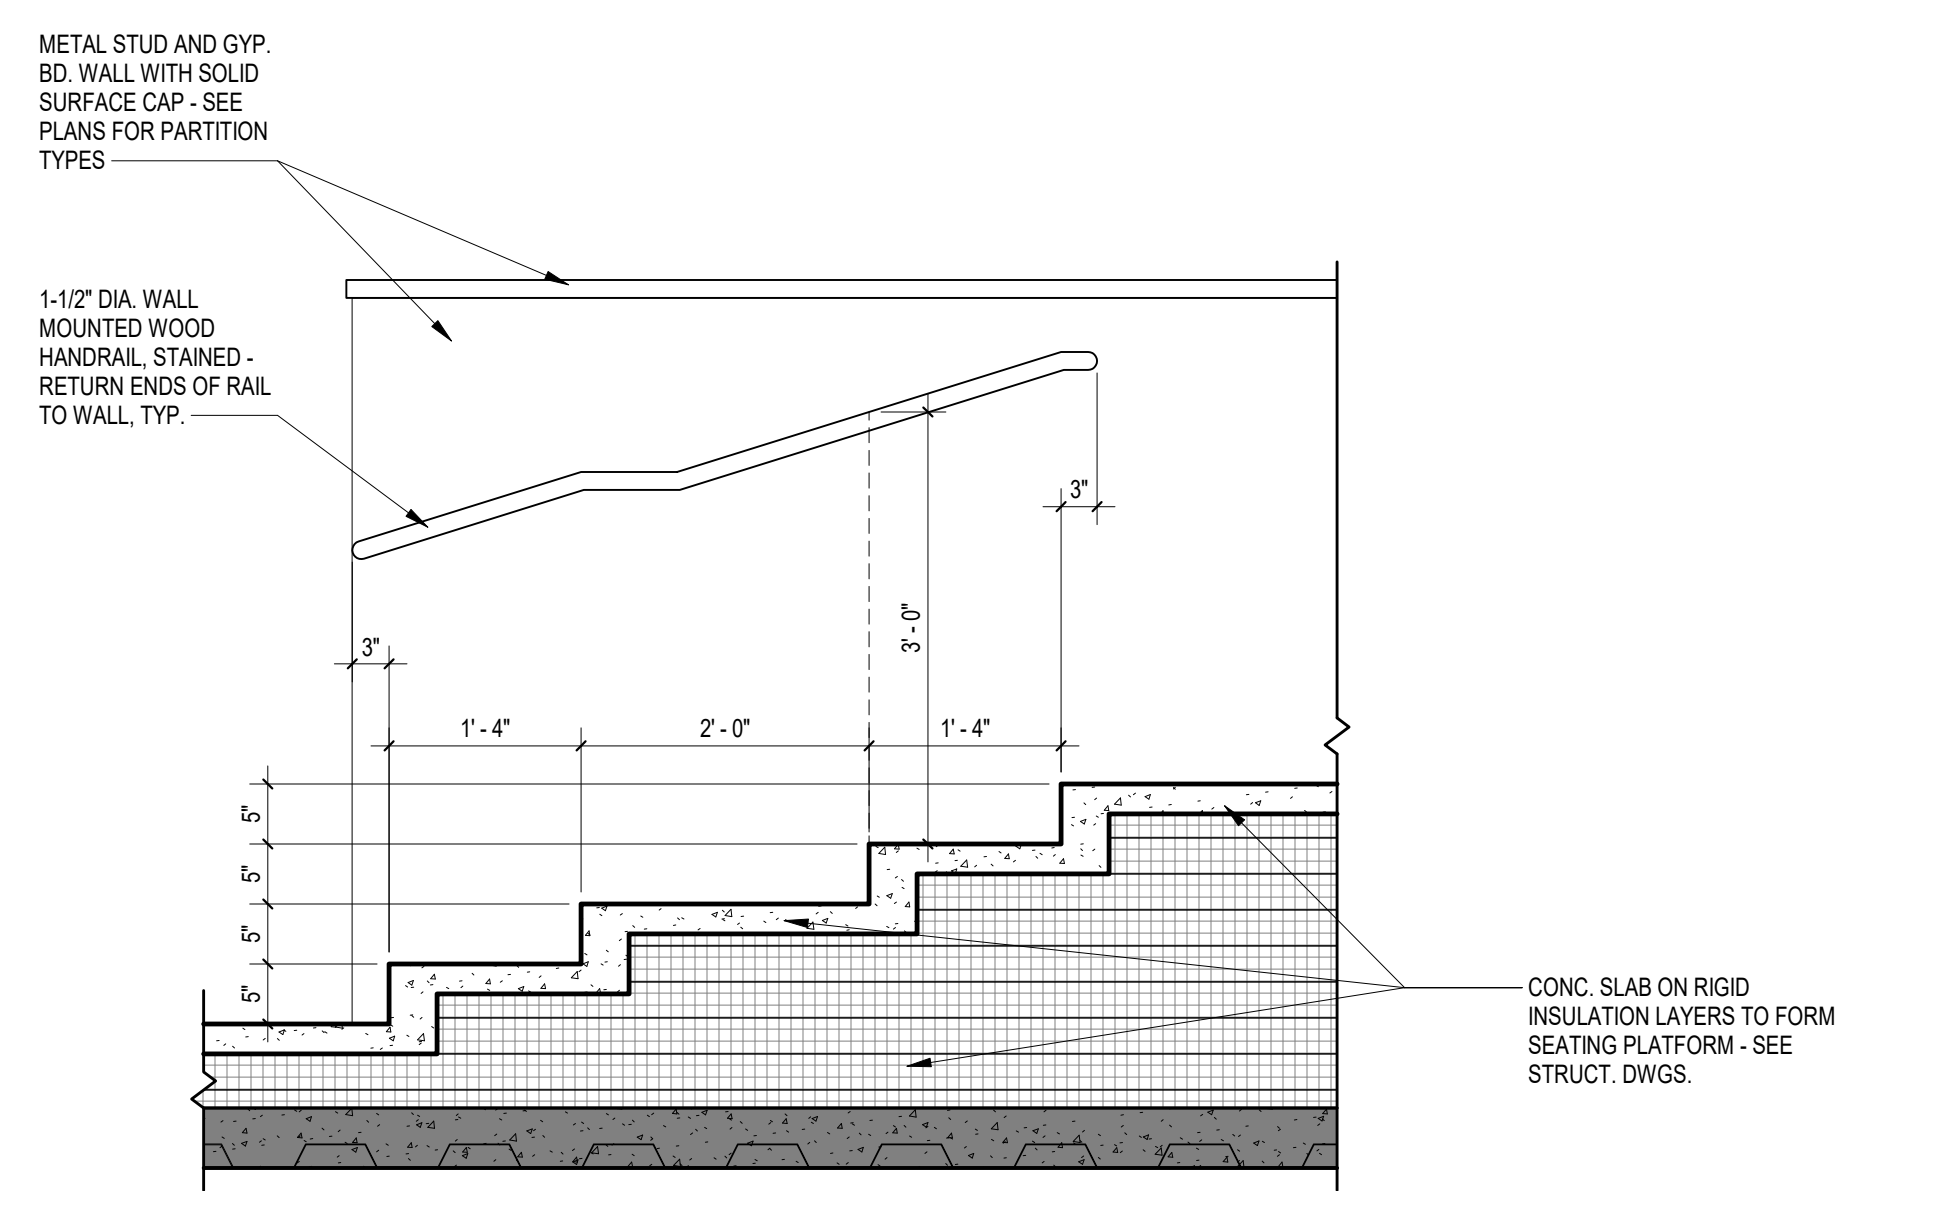 METAL STUD AND GYP.
BD. WALL WITH SOLID
SURFACE CAP - SEE
PLANS FOR PARTITION
TYPES
1-1/2" DIA. WALL
MOUNTED WOOD
HANDRAIL, STAINED -
RETURN ENDS OF RAIL
TO WALL, TYP.
3"
3' - 0"
3"
1' - 4"
2' - 0"
1' - 4"
5"
5"
5"
5"
CONC. SLAB ON RIGID
INSULATION LAYERS TO FORM
SEATING PLATFORM - SEE
STRUCT. DWGS.